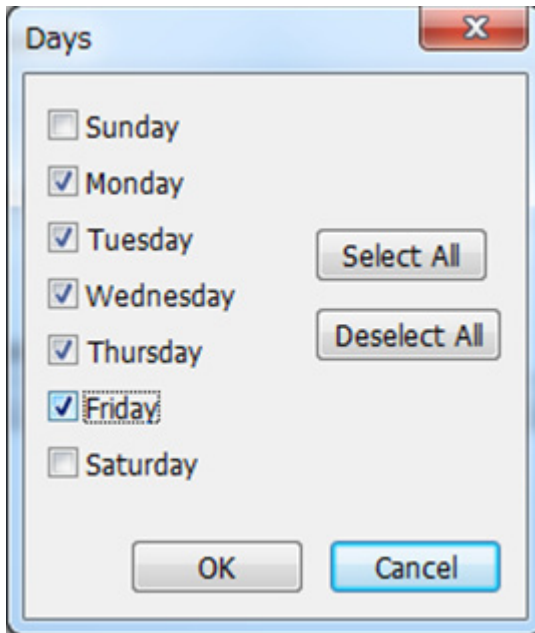 Days
Sunday
Monday
Tuesday
Wednesday
Thursday
Friday
Saturday
Select All
Deselect All
OK
Cancel